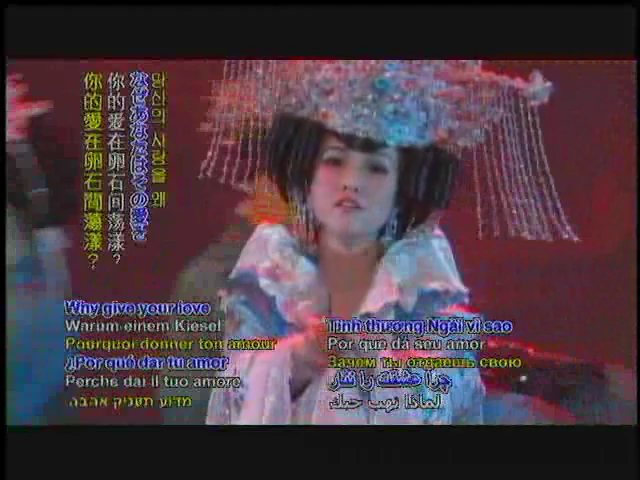 당신의 사랑을 왜
なぜあなたはその愛を
你的爱在卵石间荡漾?
你的愛在卵石間蕩漾?
Why give your love
Warum einem Kiesel
Pourquoi donner ton amour
¿Por qué dar tu amor
Perche dai il tuo amore
מדוע תעניק אהבה
Tình thương Ngài vì sao
Por que dá seu amor
Зачем ты отдаешь свою
چرا عشقت را نثار
لماذا تهب حبك